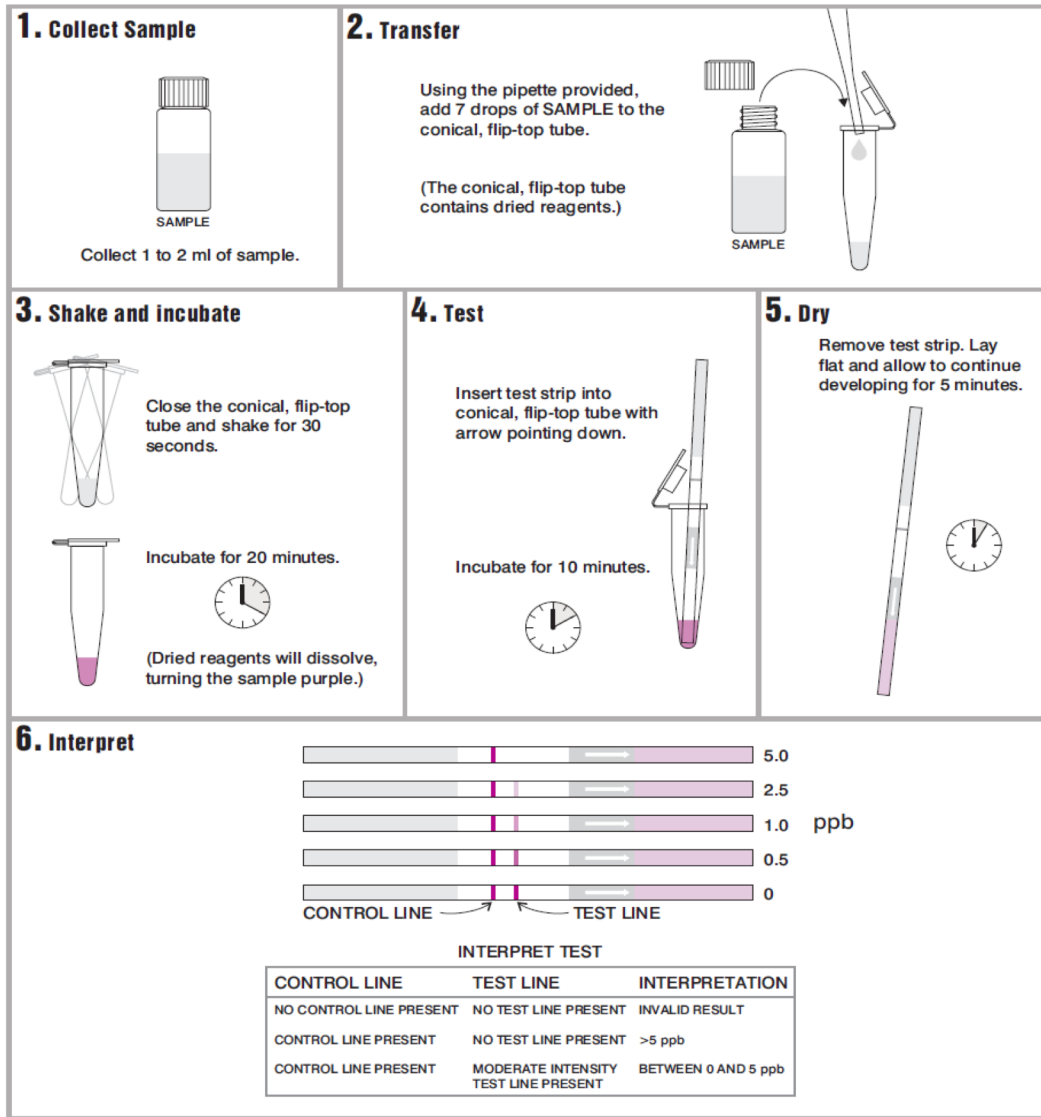 1. Collect Sample
SAMPLE
Collect 1 to 2 ml of sample.
2. Transfer
Using the pipette provided,
add 7 drops of SAMPLE to the
conical, flip-top tube.
(The conical, flip-top tube
contains dried reagents.)
SAMPLE
3. Shake and incubate
Close the conical, flip-top
tube and shake for 30
seconds.
Incubate for 20 minutes.
(Dried reagents will dissolve,
turning the sample purple.)
4. Test
Insert test strip into
conical, flip-top tube with
arrow pointing down.
Incubate for 10 minutes.
5. Dry
Remove test strip. Lay
flat and allow to continue
developing for 5 minutes.
6. Interpret
5.0
2.5
1.0 ppb
0.5
0
CONTROL LINE TEST LINE
INTERPRET TEST
CONTROL LINE TEST LINE INTERPRETATION
NO CONTROL LINE PRESENT NO TEST LINE PRESENT INVALID RESULT
CONTROL LINE PRESENT NO TEST LINE PRESENT >5 ppb
CONTROL LINE PRESENT MODERATE INTENSITY BETWEEN 0 AND 5 ppb
TEST LINE PRESENT